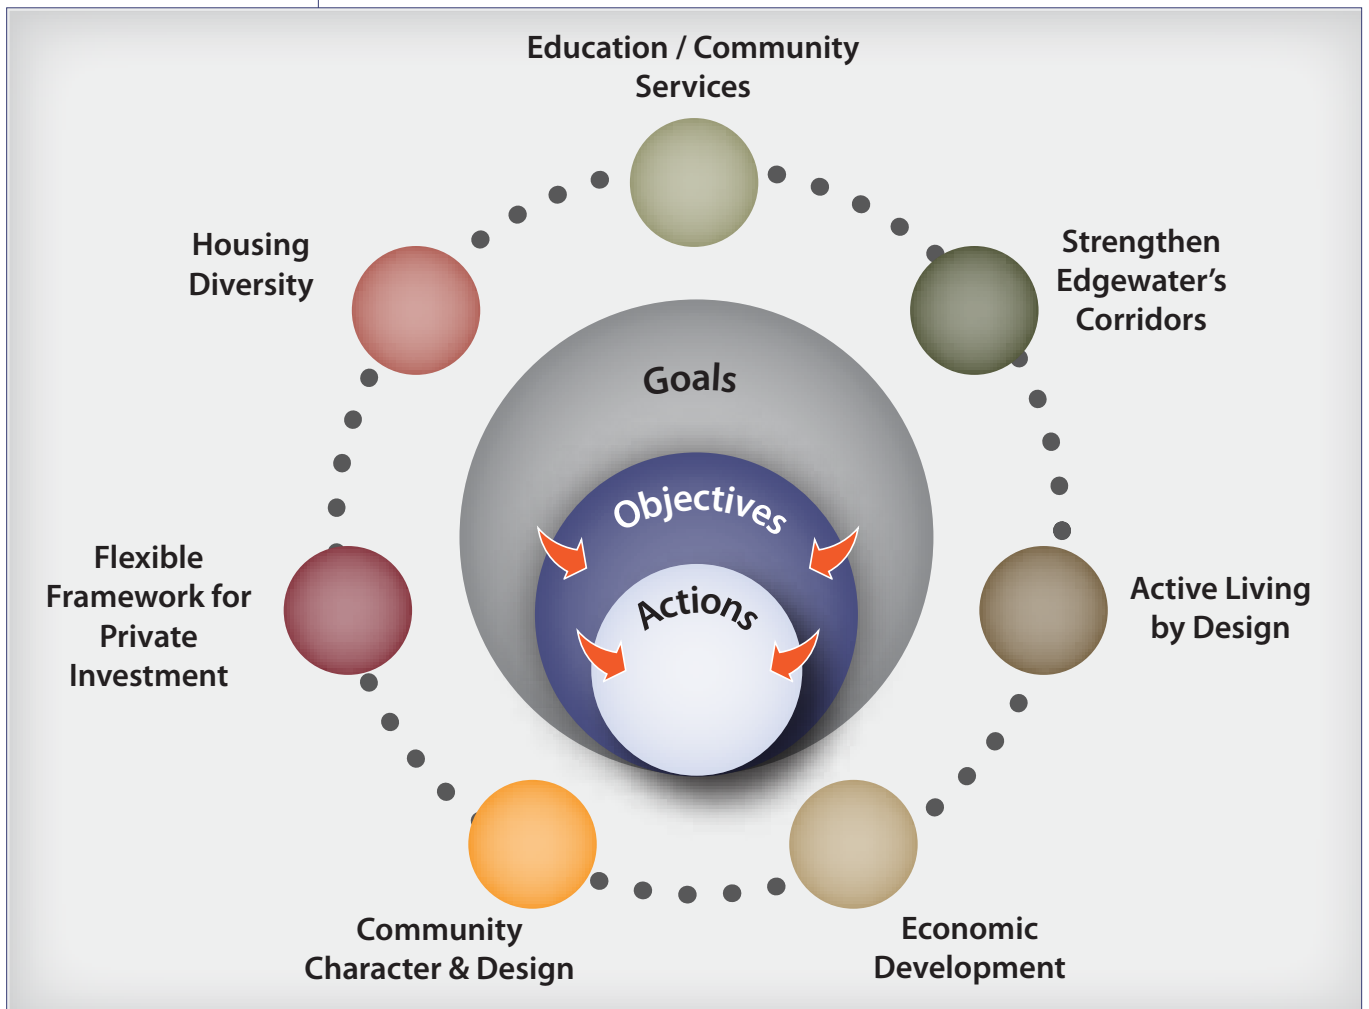 Education / Community
Services
Housing
Diversity
Strengthen
Edgewater's
Corridors
Goals
Objectives
Actions
Flexible
Framework for
Private
Investment
Active Living
by Design
Community
Character & Design
Economic
Development